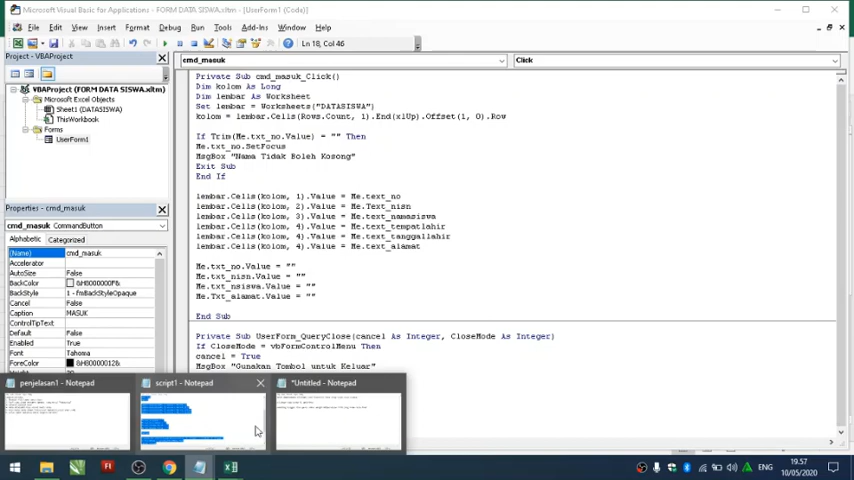 Microsoft Visual Basic for Applications - FORM DATA SISWA.xltm - [UserForm1 (Code)]
File Edit View Insert Format Debug Run Tools Add-Ins Window Help
Ln 18, Col 46
Project - VBAProject
cmd_masuk
Click
VBAProject (FORM DATA SISWA.xltm)
Microsoft Excel Objects
Sheet1 (DATASISWA)
ThisWorkbook
Forms
UserForm1
Properties - cmd_masuk
cmd_masuk CommandButton
Alphabetic Categorized
(Name) cmd_masuk
Accelerator
AutoSize False
BackColor &H8000000F&
BackStyle 1 - fmBackStyleOpaque
Cancel False
Caption MASUK
ControlTipText
Default False
Enabled True
Font Tahoma
ForeColor &H80000012&
Private Sub cmd_masuk_Click()
Dim kolom As Long
Dim lembar As Worksheet
Set lembar = Worksheets("DATASISWA")
kolom = lembar.Cells(Rows.Count, 1).End(xlUp).Offset(1, 0).Row
If Trim(Me.txt_no.Value) = "" Then
Me.txt_no.SetFocus
MsgBox "Nama Tidak Boleh Kosong"
Exit Sub
End If
lembar.Cells(kolom, 1).Value = Me.text_no
lembar.Cells(kolom, 2).Value = Me.Text_nisn
lembar.Cells(kolom, 3).Value = Me.text_namasiswa
lembar.Cells(kolom, 4).Value = Me.text_tempatlahir
lembar.Cells(kolom, 4).Value = Me.text_tanggallahir
lembar.Cells(kolom, 4).Value = Me.text_alamat
Me.txt_no.Value = ""
Me.txt_nisn.Value = ""
Me.txt_nsiswa.Value = ""
Me.Txt_alamat.Value = ""
End Sub
Private Sub UserForm_QueryClose(cancel As Integer, CloseMode As Integer)
If CloseMode = vbFormControlMenu Then
cancel = True
MsgBox "Gunakan Tombol untuk Keluar"
penjelasan1 - Notepad
script1 - Notepad
*Untitled - Notepad
ENG
19.57
10/05/2020